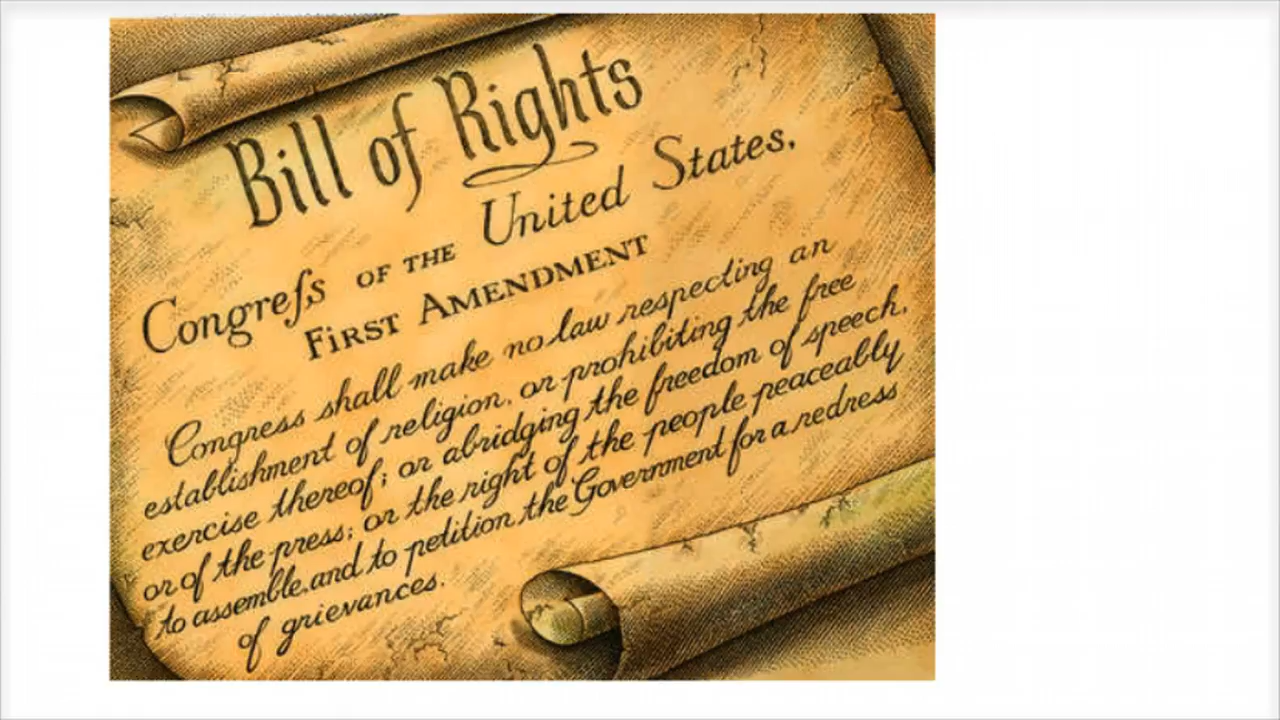 Bill of Rights
Congreſs OF THE United States,
FIRST AMENDMENT
Congress shall make no law respecting an
establishment of religion, or prohibiting the free
exercise thereof; or abridging the freedom of speech,
or of the press; or the right of the people peaceably
to assemble, and to petition the Government for a redress
of grievances.